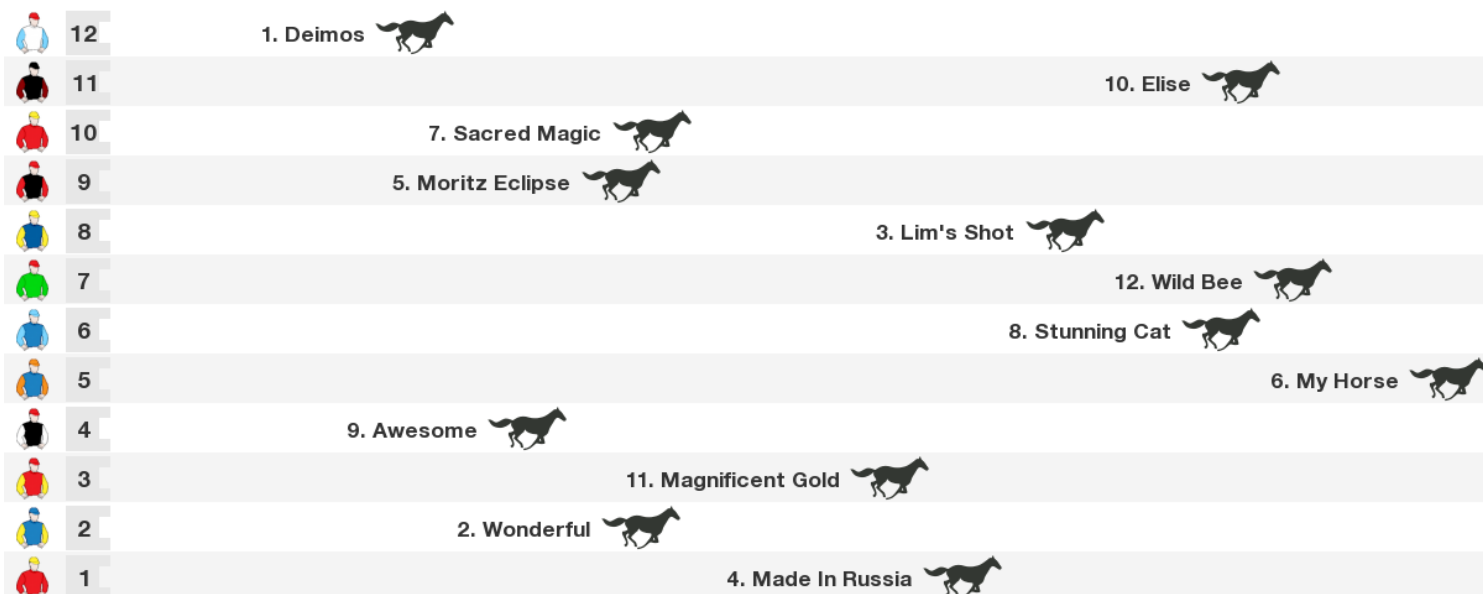 12 1. Deimos
11 10. Elise
10 7. Sacred Magic
9 5. Moritz Eclipse
8 3. Lim's Shot
7 12. Wild Bee
6 8. Stunning Cat
5 6. My Horse
4 9. Awesome
3 11. Magnificent Gold
2 2. Wonderful
1 4. Made In Russia